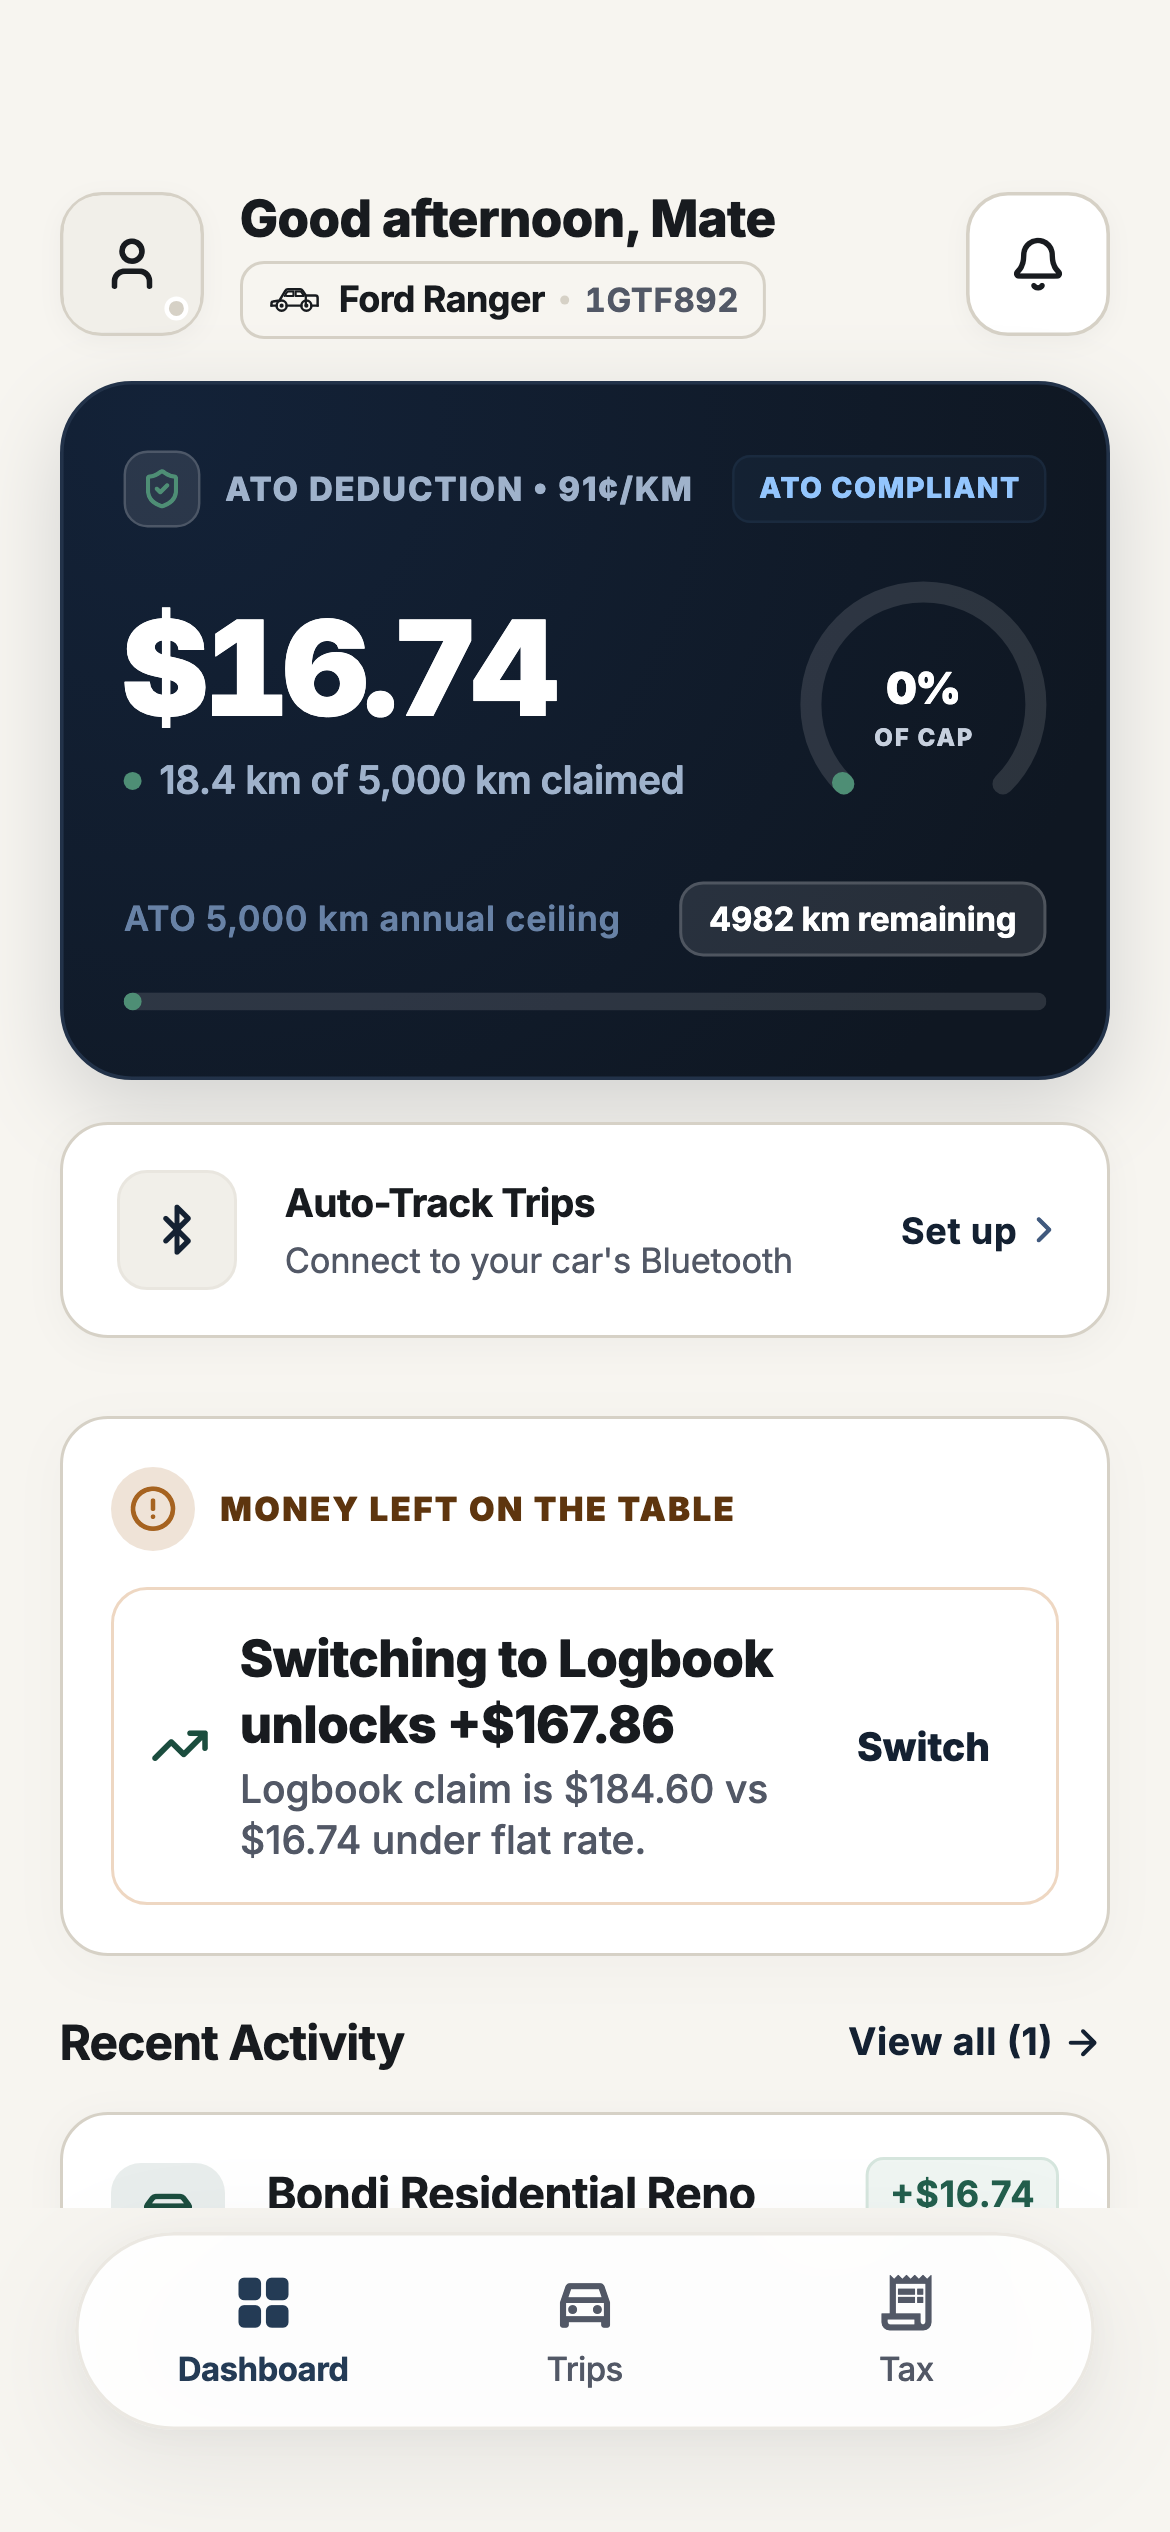 Good afternoon, Mate
Ford Ranger • 1GTF892
ATO DEDUCTION • 91¢/KM
ATO COMPLIANT
$16.74
0%
OF CAP
18.4 km of 5,000 km claimed
ATO 5,000 km annual ceiling
4982 km remaining
Auto-Track Trips
Connect to your car's Bluetooth
Set up
MONEY LEFT ON THE TABLE
Switching to Logbook
unlocks +$167.86
Logbook claim is $184.60 vs
$16.74 under flat rate.
Switch
Recent Activity
View all (1)
Bondi Residential Reno
+$16.74
Dashboard
Trips
Tax